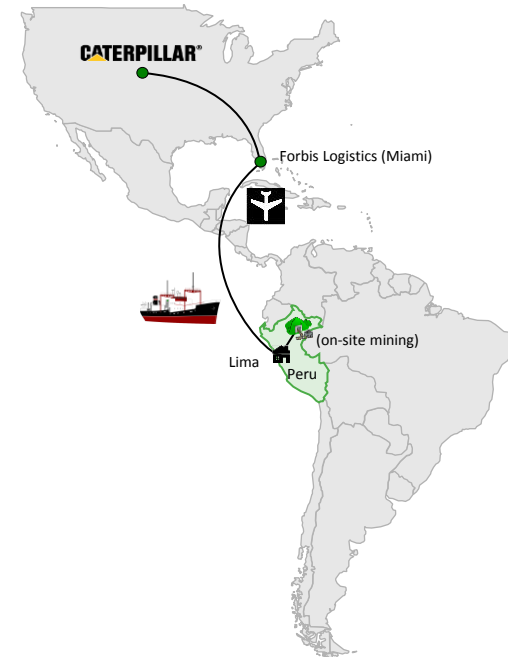 CATERPILLAR®
Forbis Logistics (Miami)
(on-site mining)
Lima
Peru